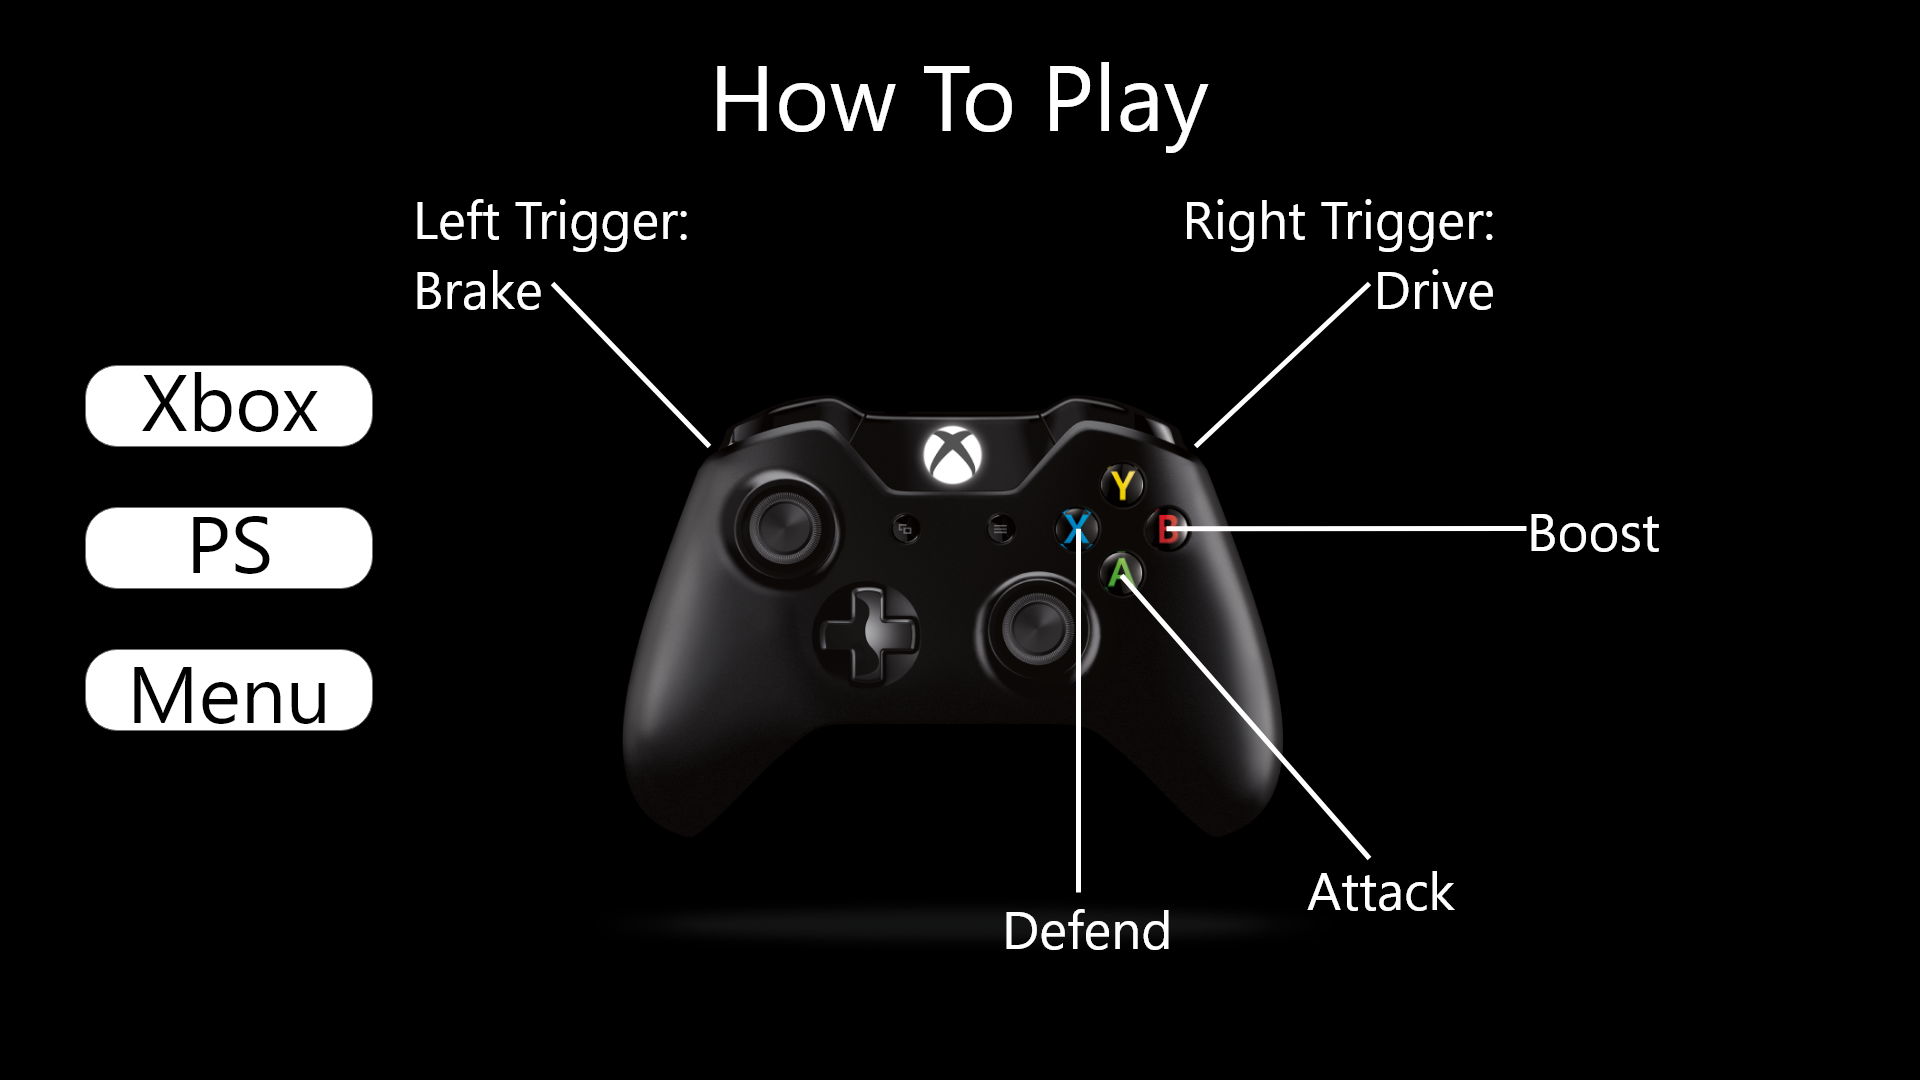 How To Play
Left Trigger:
Brake
Right Trigger:
Drive
Xbox
PS
Menu
Y
X
B
A
Boost
Attack
Defend